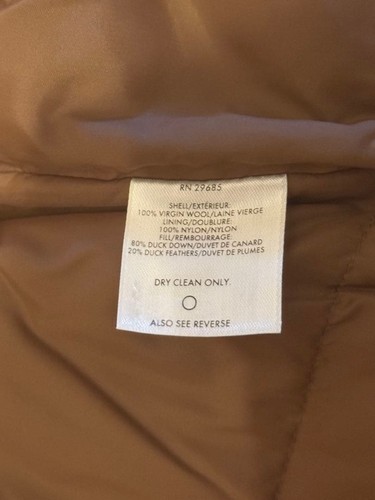 RN 29685
SHELL/EXTÉRIEUR:
100% VIRGIN WOOL/LAINE VIERGE
LINING/DOUBLURE:
100% NYLON/NYLON
FILL/REMBOURRAGE:
80% DUCK DOWN/DUVET DE CANARD
20% DUCK FEATHERS/DUVET DE PLUMES
DRY CLEAN ONLY.
ALSO SEE REVERSE